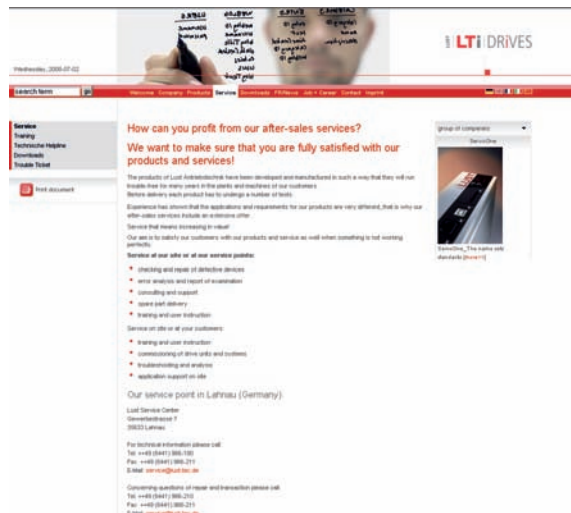 LTi DRiVES
Wednesday, 2008-07-02
search term
go
Welcome Company Products Service Downloads PR/News Job + Career Contact Imprint
Service
Training
Technische Helpline
Downloads
Trouble Ticket
Print document
How can you profit from our after-sales services?
We want to make sure that you are fully satisfied with our
products and services!
The products of Lust Antriebstechnik have been developed and manufactured in such a way that they will run
trouble-free for many years in the plants and machines of our customers.
Before delivery each product has to undergo a number of tests.
Experience has shown that the applications and requirements for our products are very different, that is why our
after-sales services include an extensive offer.
Service that means increasing in value!
Our aim is to satisfy our customers with our products and service as well when something is not working
perfectly.
Service at our site or at our service points:
checking and repair of defective devices
error analysis and report of examination
consulting and support
spare part delivery
training and user instruction
Service on site or at your customers:
training and user instruction
commissioning of drive units and systems
troubleshooting and analysis
application support on site
Our service point in Lahnau (Germany)
Lust Service Center
Gewerbestrasse
35633 Lahnau
For technical information please call:
Tel. ++49 (6441) 966-180
Fax: ++49 (6441) 966-211
E-Mail:
Concerning questions of repair and transaction please call:
Tel. ++49 (6441) 966-210
Fax: ++49 (6441) 966-211
group of companies
ServoOne
ServoOne_The name sets
standards [more>>]